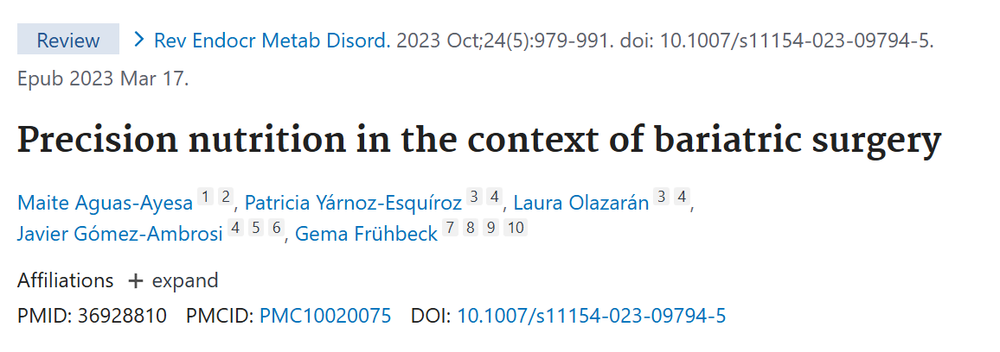 Review > Rev Endocr Metab Disord. 2023 Oct;24(5):979-991. doi: 10.1007/s11154-023-09794-5.
Epub 2023 Mar 17.
Precision nutrition in the context of bariatric surgery
Maite Aguas-Ayesa 1 2, Patricia Yárnoz-Esquíroz 3 4, Laura Olazarán 3 4,
Javier Gómez-Ambrosi 4 5 6, Gema Frühbeck 7 8 9 10
Affiliations + expand
PMID: 36928810 PMCID: PMC10020075 DOI: 10.1007/s11154-023-09794-5